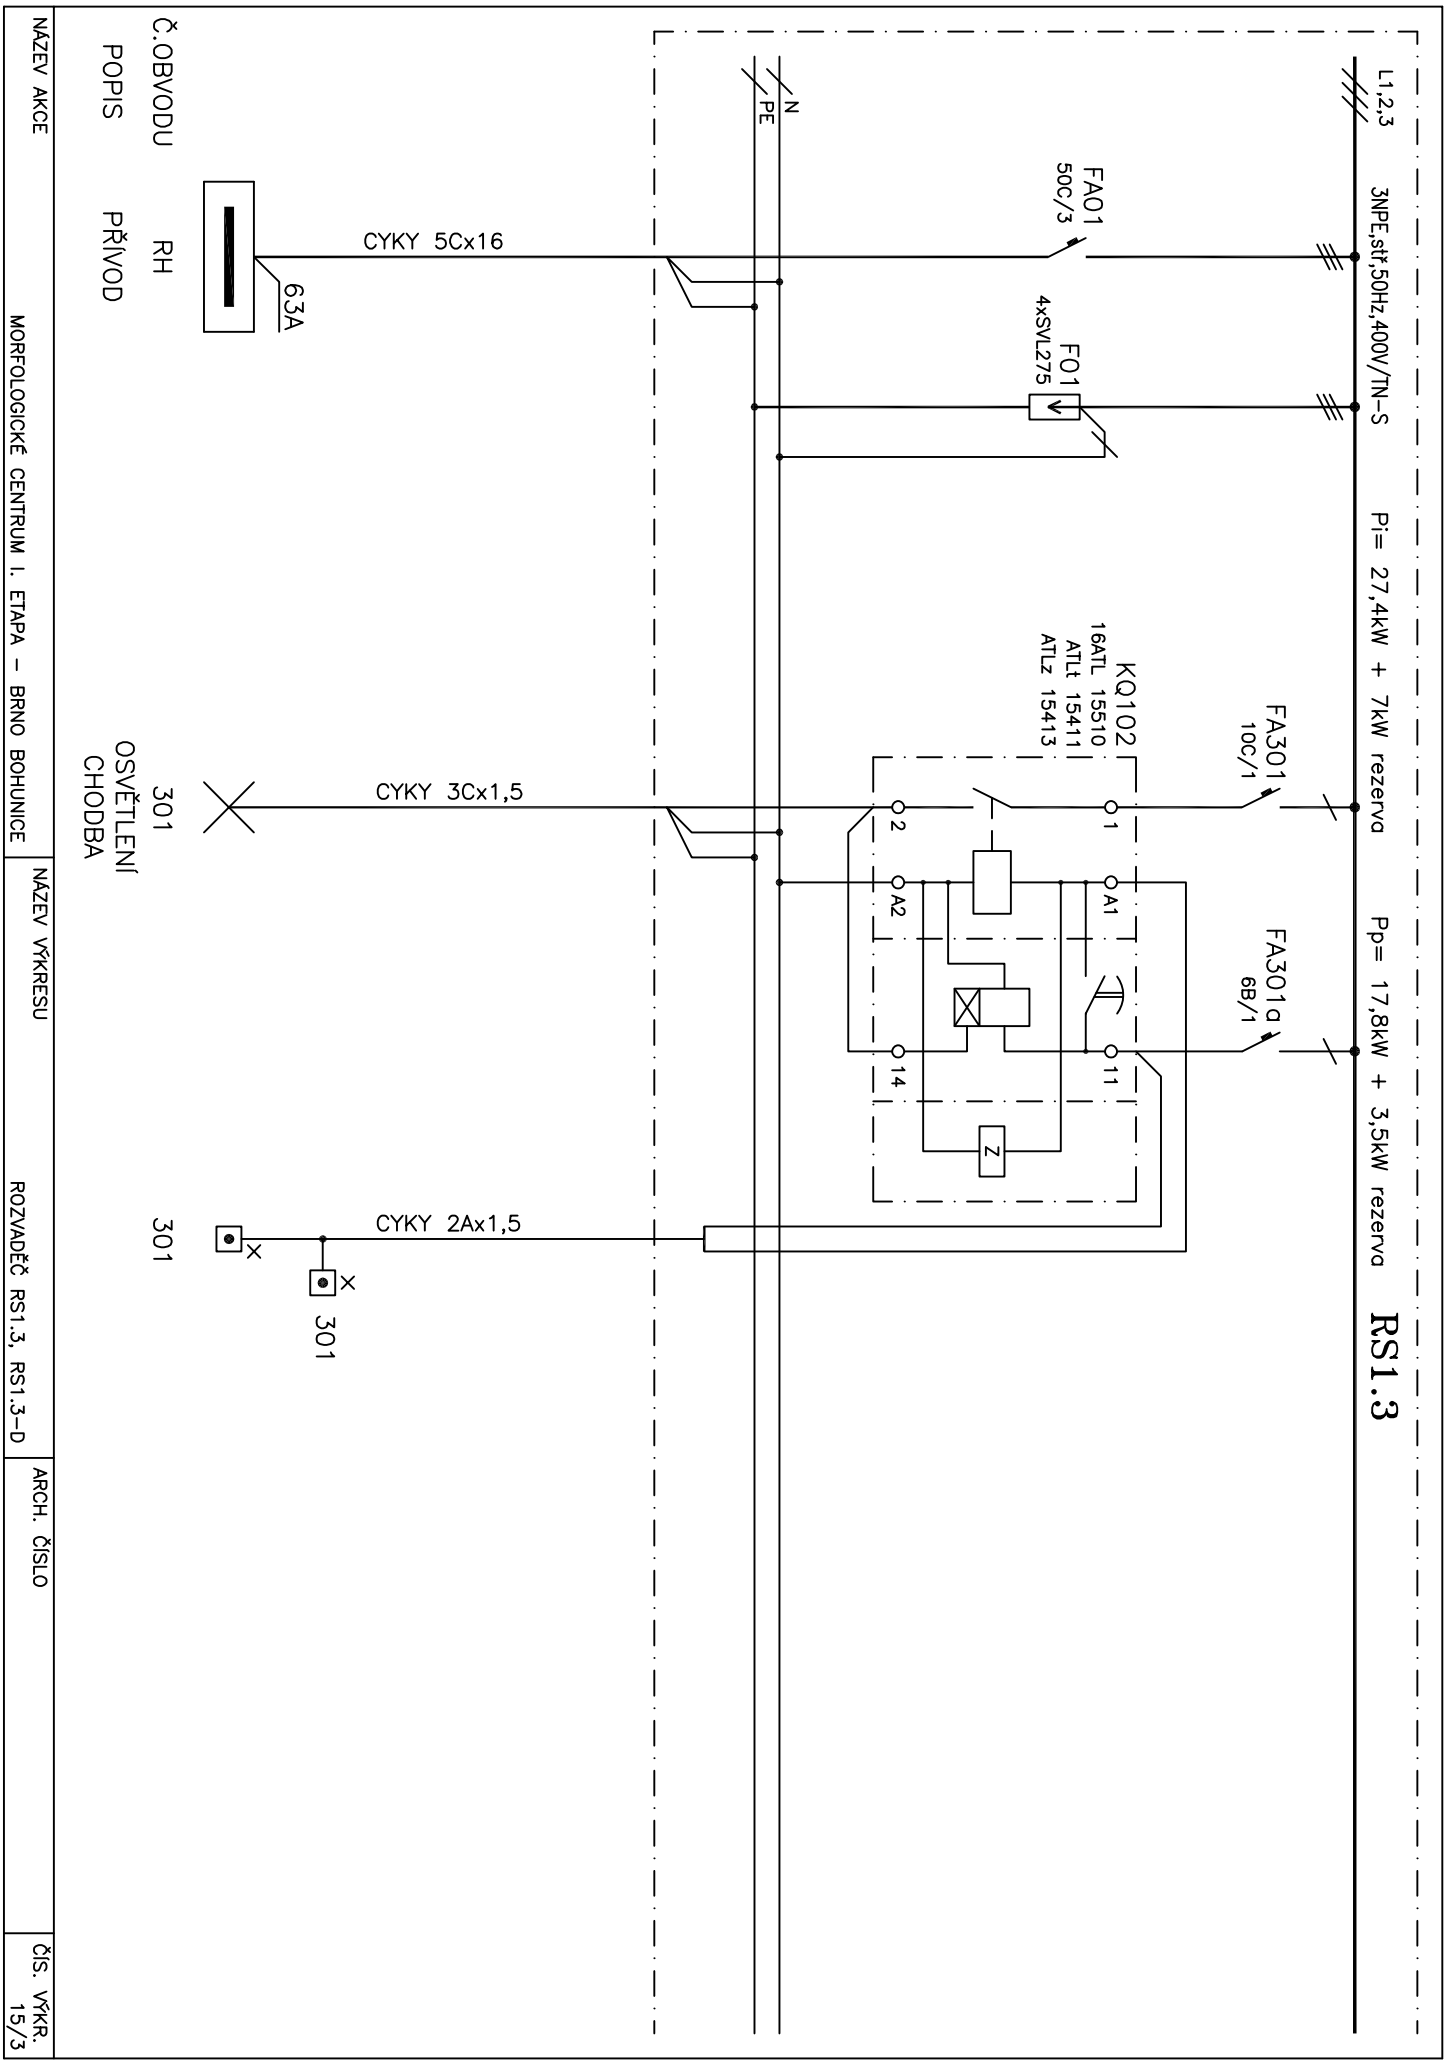 L1,2,3
3NPE,stř,50Hz,400V/TN-S
Pi= 27,4kW + 7kW rezerva
Pp= 17,8kW + 3,5kW rezerva
RS1.3
FA01
50C/3
F01
4xSVL275
FA301
10C/1
FA301a
6B/1
KQ102
16ATL 15510
ATLt 15411
ATLz 15413
1
A1
11
Z
2
A2
14
N
PE
CYKY 5Cx16
CYKY 3Cx1,5
CYKY 2Ax1,5
63A
x
x
301
Č.OBVODU
RH
301
301
POPIS
PŘÍVOD
OSVĚTLENÍ
CHODBA
NÁZEV AKCE
MORFOLOGICKÉ CENTRUM I. ETAPA - BRNO BOHUNICE
NÁZEV VÝKRESU
ROZVADĚČ RS1.3, RS1.3-D
ARCH. ČÍSLO
ČÍS. VÝKR.
15/3